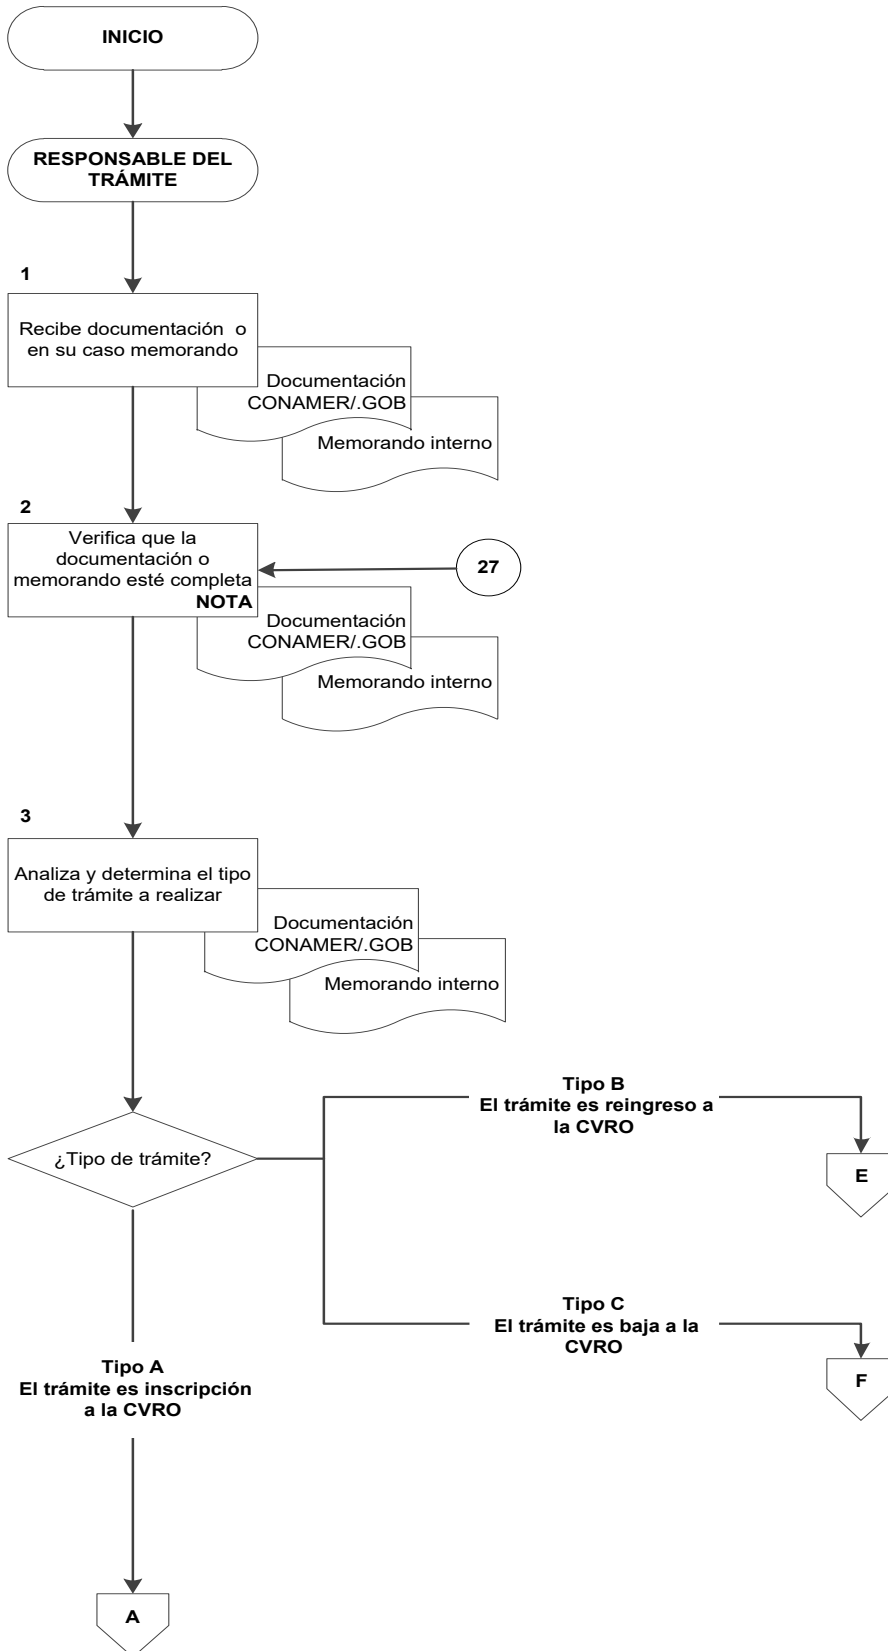 INICIO
RESPONSABLE DEL
TRÁMITE
1
Recibe documentación o
en su caso memorando
Documentación
CONAMER/.GOB
Memorando interno
2
Verifica que la
documentación o
memorando esté completa
NOTA
27
Documentación
CONAMER/.GOB
Memorando interno
3
Analiza y determina el tipo
de trámite a realizar
Documentación
CONAMER/.GOB
Memorando interno
¿Tipo de trámite?
Tipo B
El trámite es reingreso a
la CVRO
E
Tipo C
El trámite es baja a la
CVRO
F
Tipo A
El trámite es inscripción
a la CVRO
A